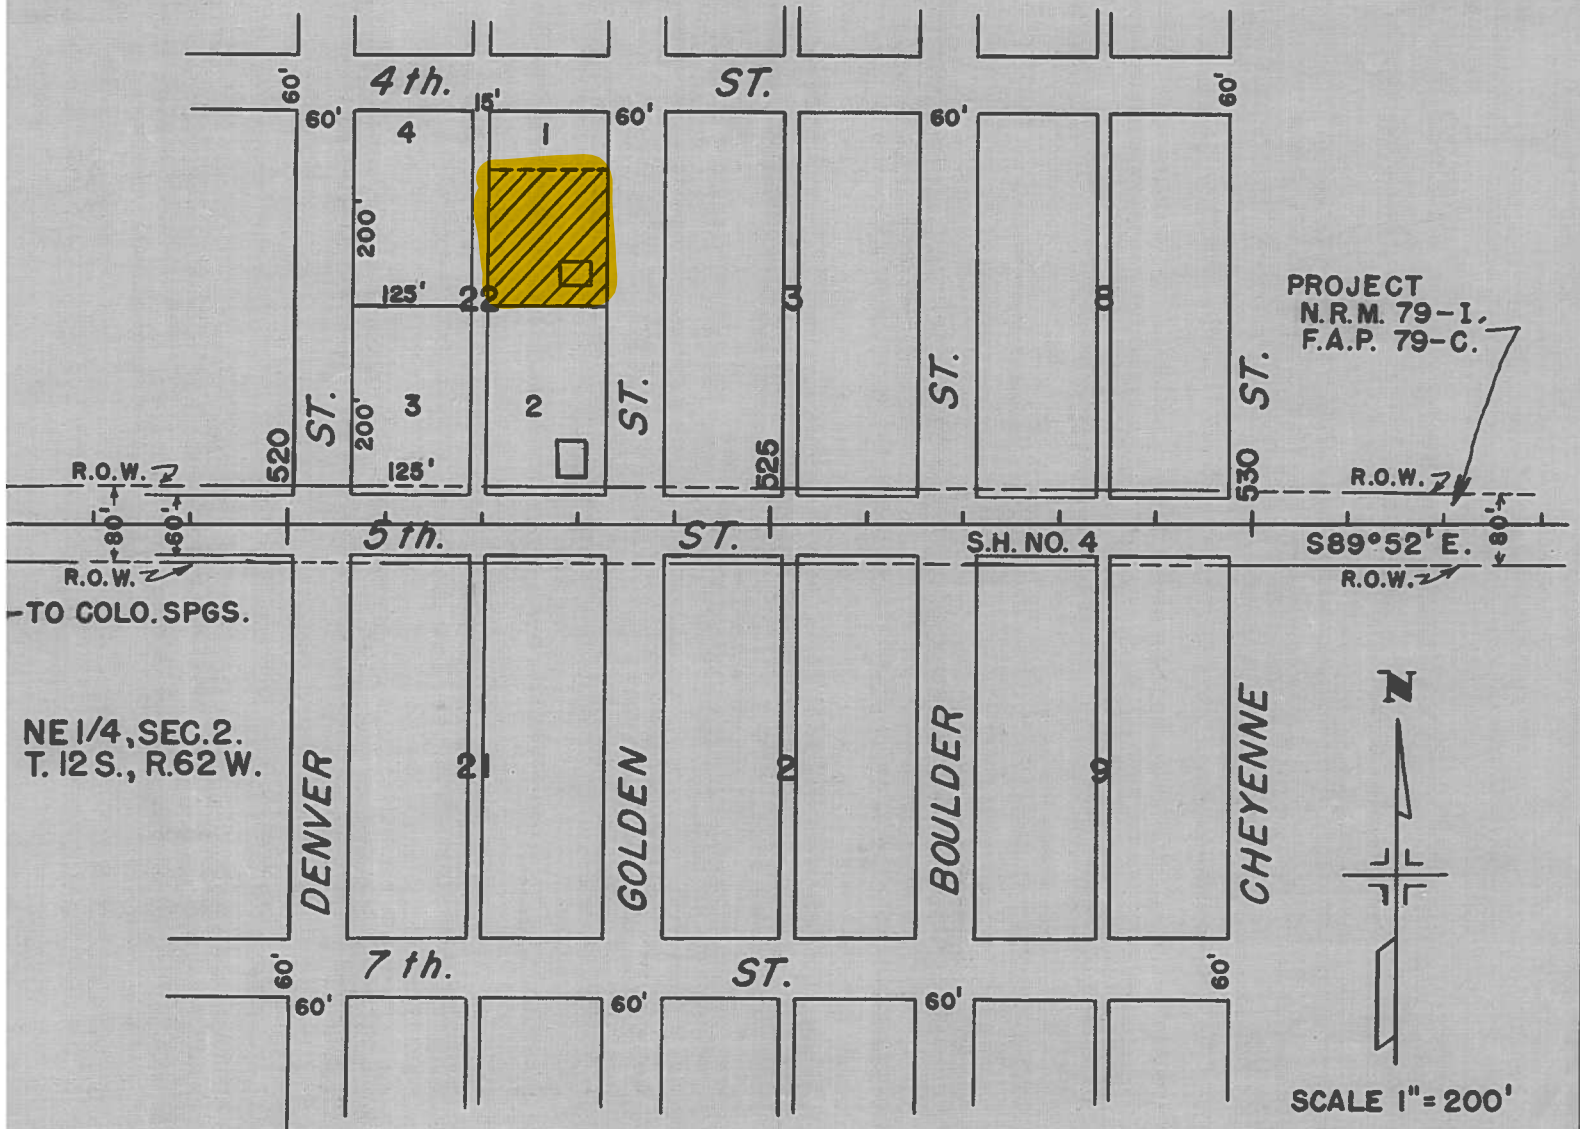 4th. ST.
60'
60'
15'
60'
60'
60'
4
1
200'
125'
22
3
8
PROJECT
N.R.M. 79-I,
F.A.P. 79-C.
3
2
200'
125'
ST.
ST.
ST.
ST.
520
525
530
R.O.W.
R.O.W.
80'
60'
5th. ST.
S.H. NO. 4
S89°52'E.
80'
R.O.W.
R.O.W.
TO COLO. SPGS.
NE 1/4, SEC. 2.
T. 12 S., R. 62 W.
DENVER
21
GOLDEN
2
BOULDER
9
CHEYENNE
N
7th. ST.
60'
60'
60'
60'
60'
SCALE 1"=200'